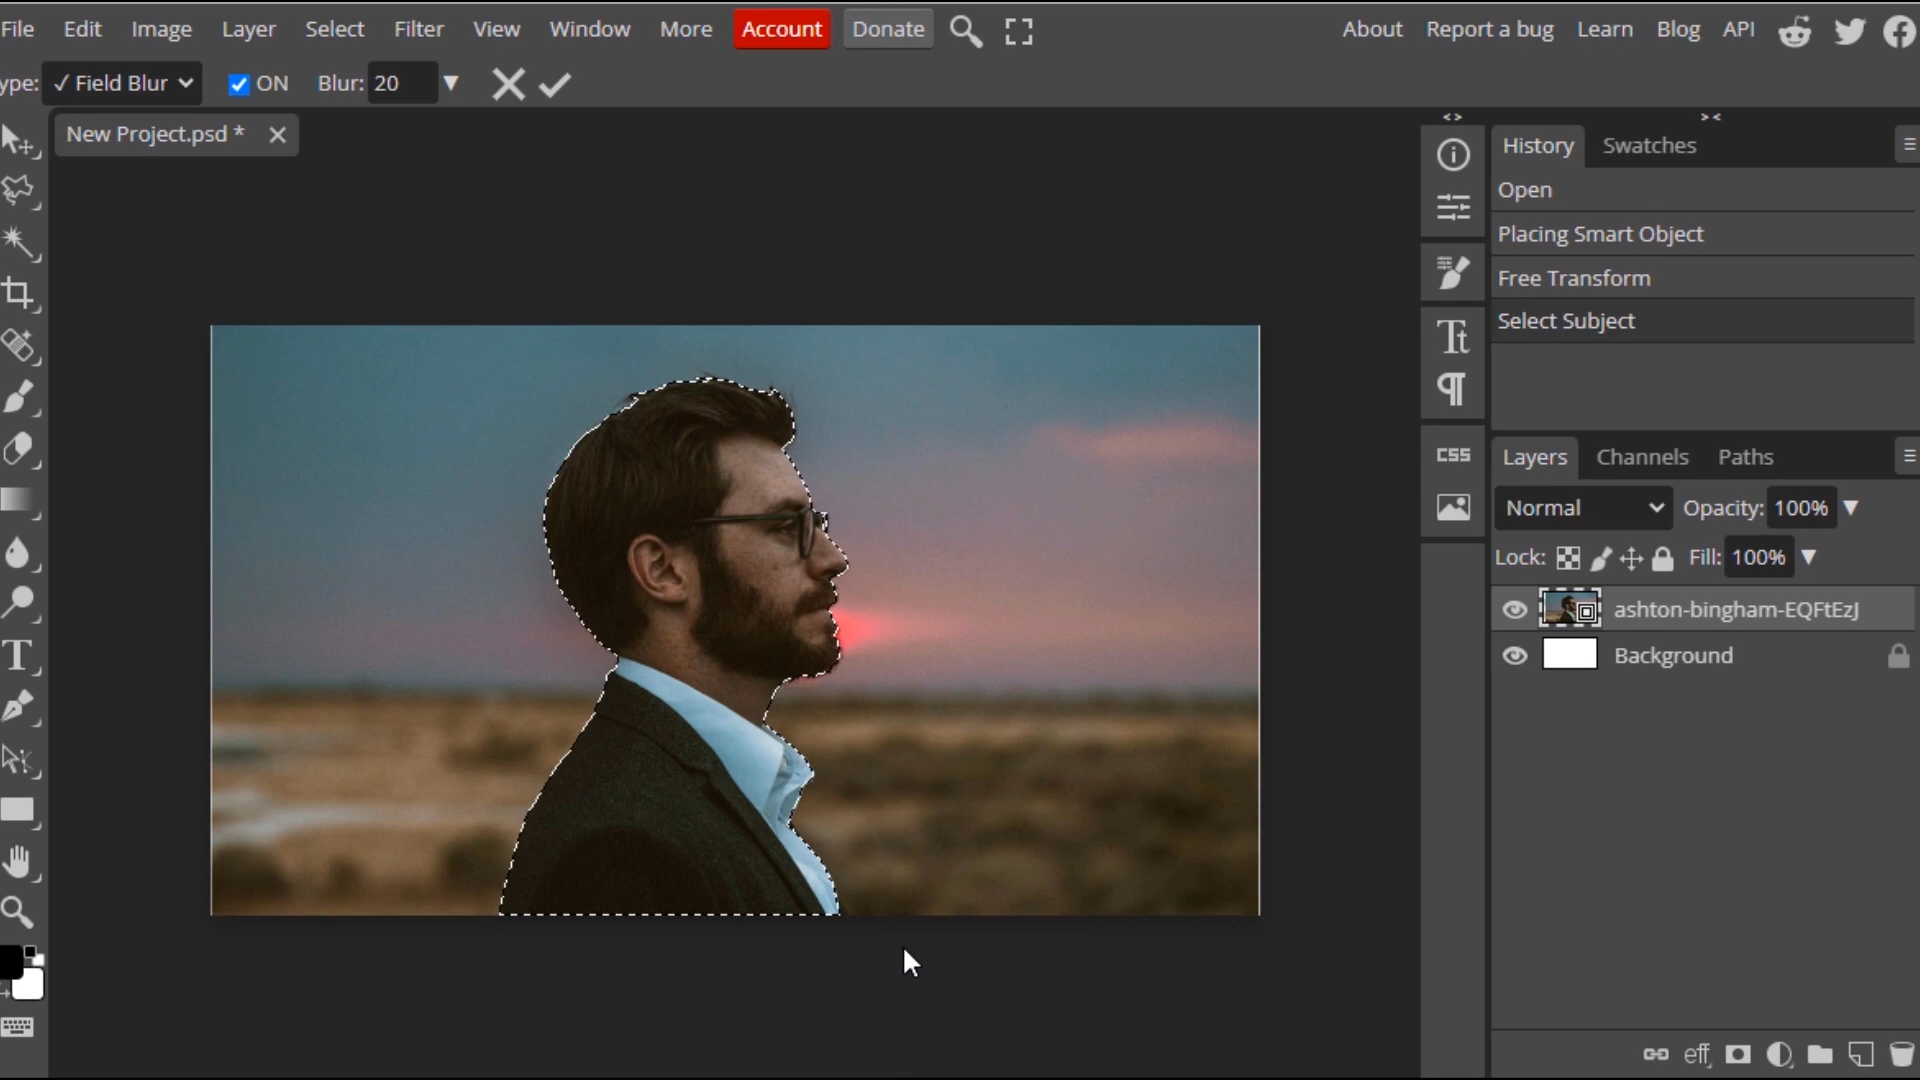 File Edit Image Layer Select Filter View Window More Account Donate About Report a bug Learn Blog API
ype: ✓ Field Blur ON Blur: 20
New Project.psd *
History Swatches
Open
Placing Smart Object
Free Transform
Select Subject
CSS
Layers Channels Paths
Normal Opacity: 100%
Lock: Fill: 100%
ashton-bingham-EQFtEzJ
Background
eff